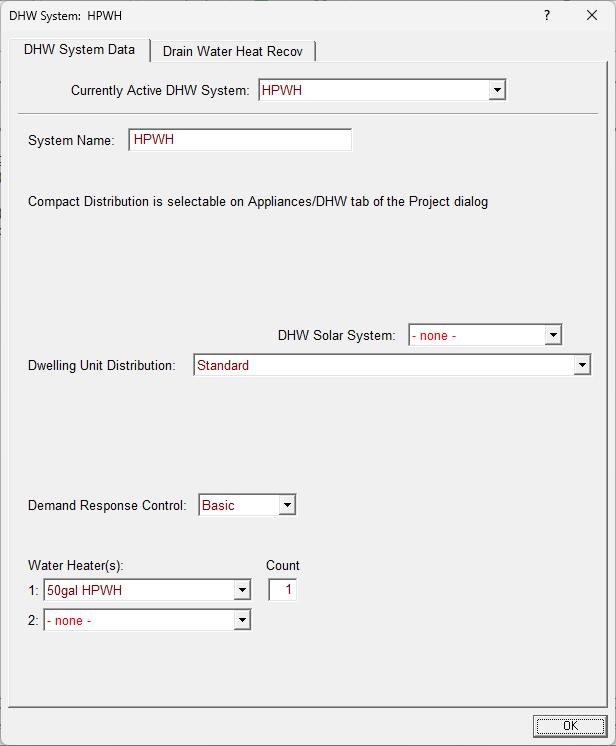 DHW System: HPWH
?
DHW System Data
Drain Water Heat Recov
Currently Active DHW System: HPWH
System Name: HPWH
Compact Distribution is selectable on Appliances/DHW tab of the Project dialog
DHW Solar System: - none -
Dwelling Unit Distribution: Standard
Demand Response Control: Basic
Water Heater(s): Count
1: 50gal HPWH 1
2: - none -
OK